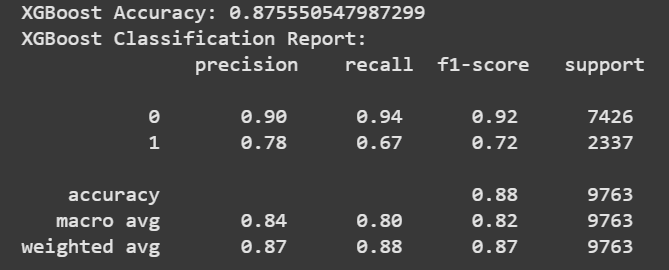 XGBoost Accuracy: 0.875550547987299
XGBoost Classification Report:
precision recall f1-score support
0 0.90 0.94 0.92 7426
1 0.78 0.67 0.72 2337
accuracy 0.88 9763
macro avg 0.84 0.80 0.82 9763
weighted avg 0.87 0.88 0.87 9763